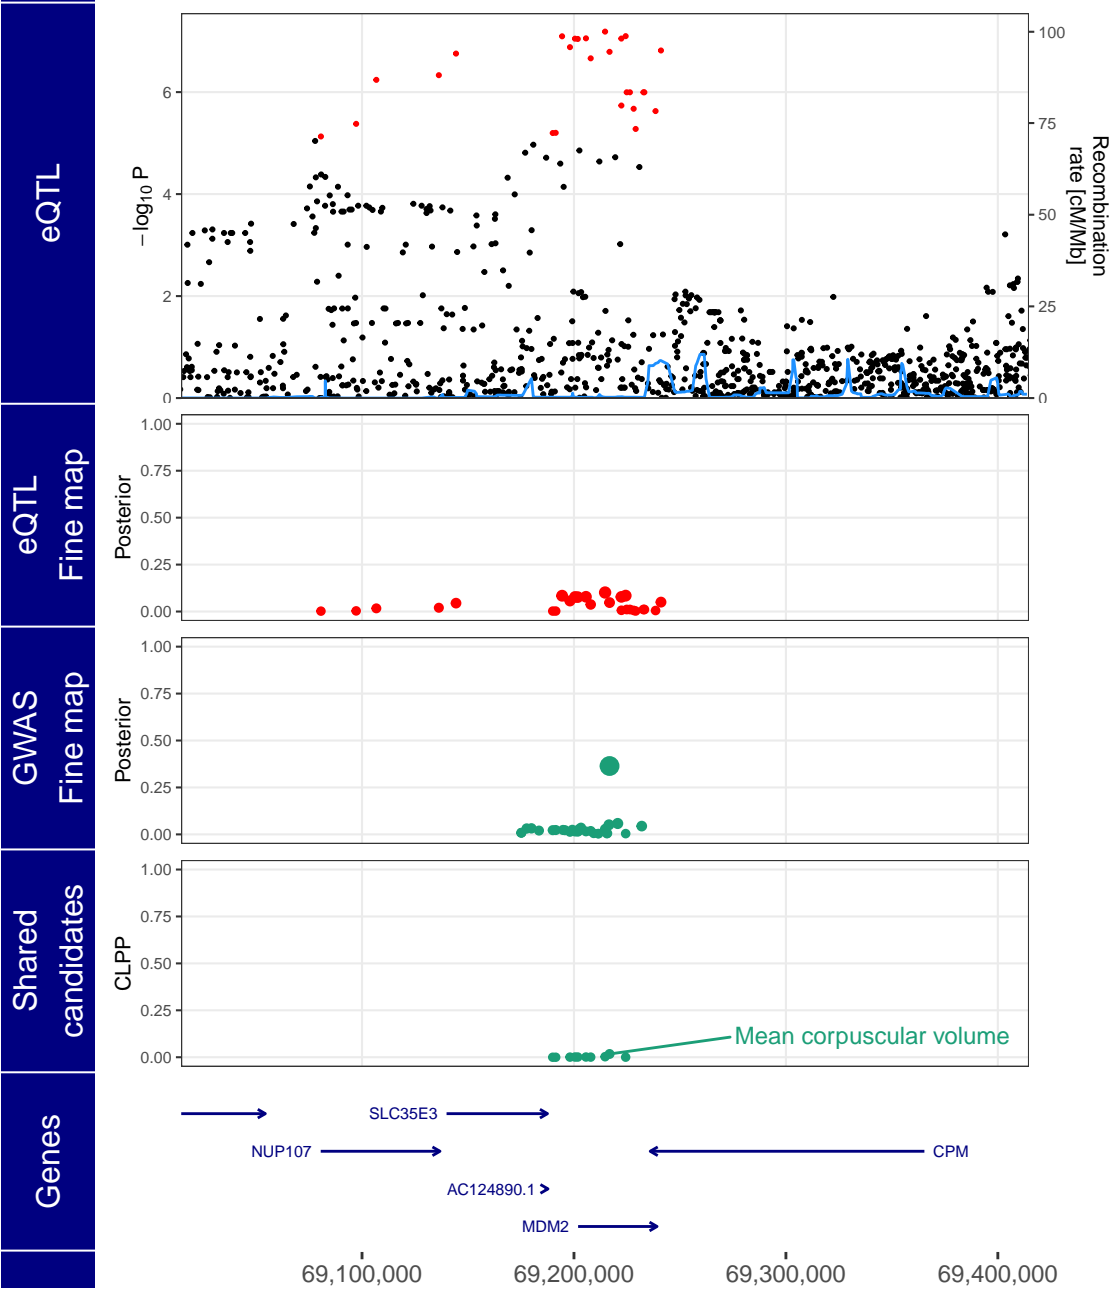 eQTL
−log10 P
6
4
2
0
100
75
50
25
0
Recombination
rate [cM/Mb]
eQTL
Fine map
Posterior
1.00
0.75
0.50
0.25
0.00
GWAS
Fine map
Posterior
1.00
0.75
0.50
0.25
0.00
Shared
candidates
CLPP
1.00
0.75
0.50
0.25
0.00
Mean corpuscular volume
Genes
SLC35E3
NUP107
CPM
AC124890.1
MDM2
69,100,000
69,200,000
69,300,000
69,400,000